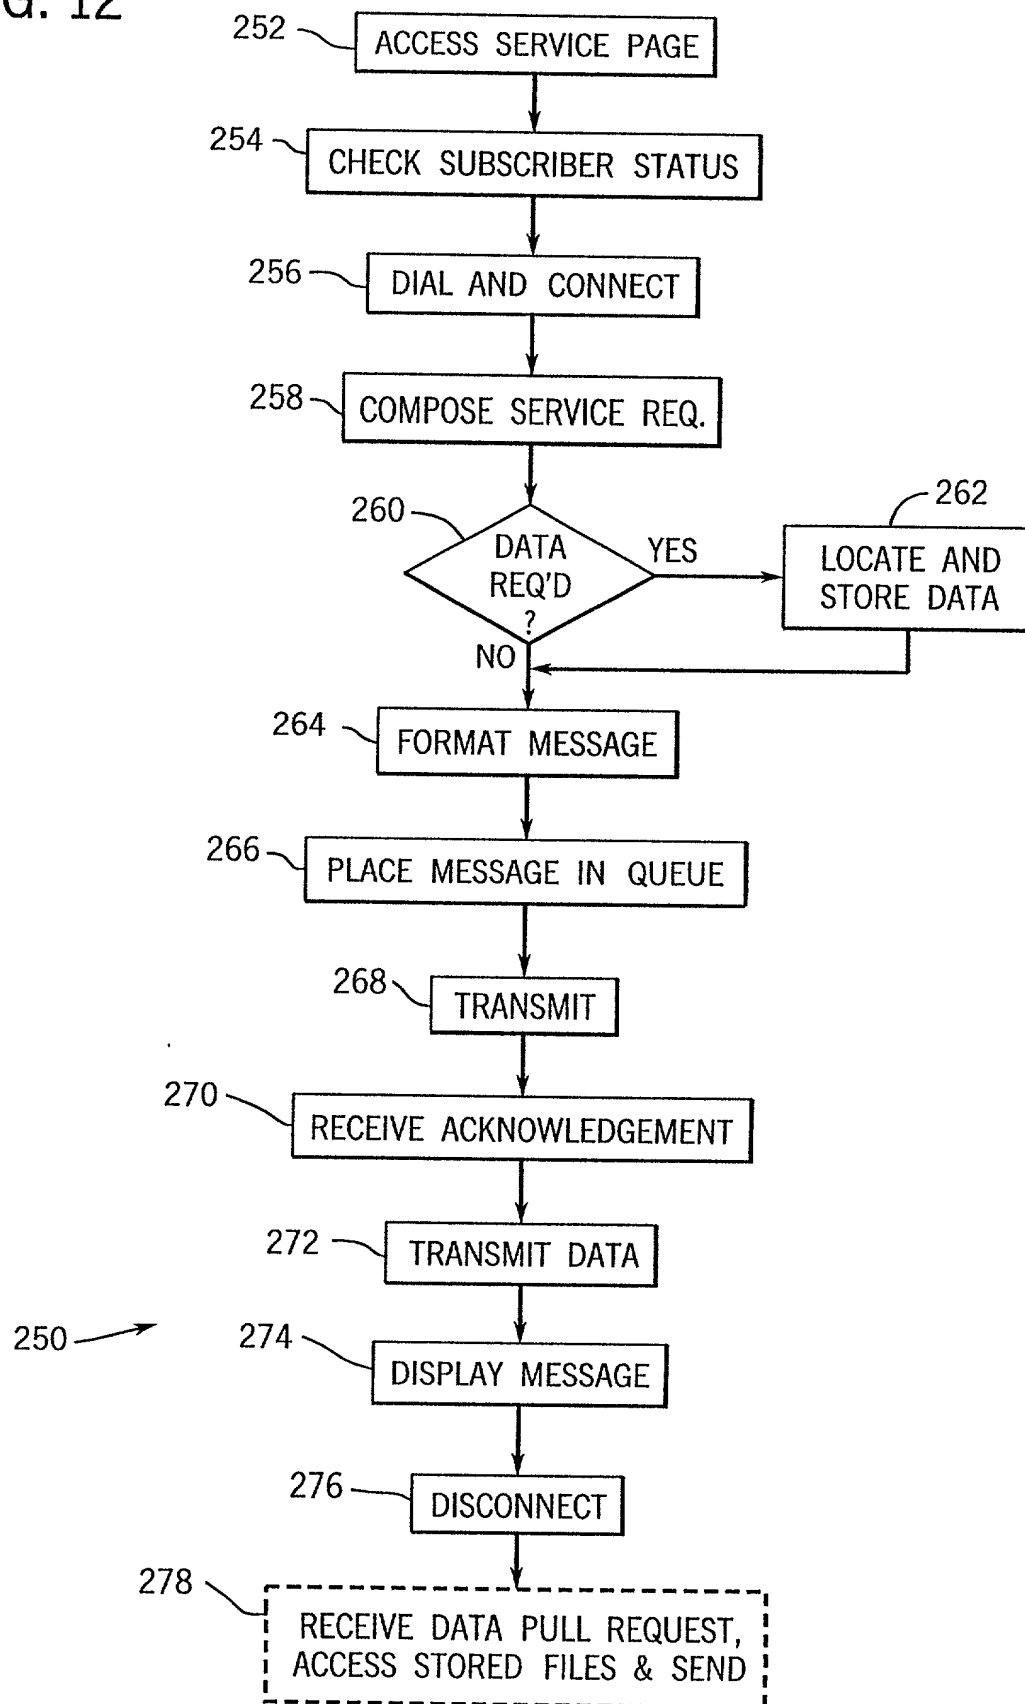 G. 12
252
ACCESS SERVICE PAGE
254
CHECK SUBSCRIBER STATUS
256
DIAL AND CONNECT
258
COMPOSE SERVICE REQ.
260
DATA
REQ'D
?
YES
262
LOCATE AND
STORE DATA
NO
264
FORMAT MESSAGE
266
PLACE MESSAGE IN QUEUE
268
TRANSMIT
270
RECEIVE ACKNOWLEDGEMENT
272
TRANSMIT DATA
250
274
DISPLAY MESSAGE
276
DISCONNECT
278
RECEIVE DATA PULL REQUEST,
ACCESS STORED FILES & SEND